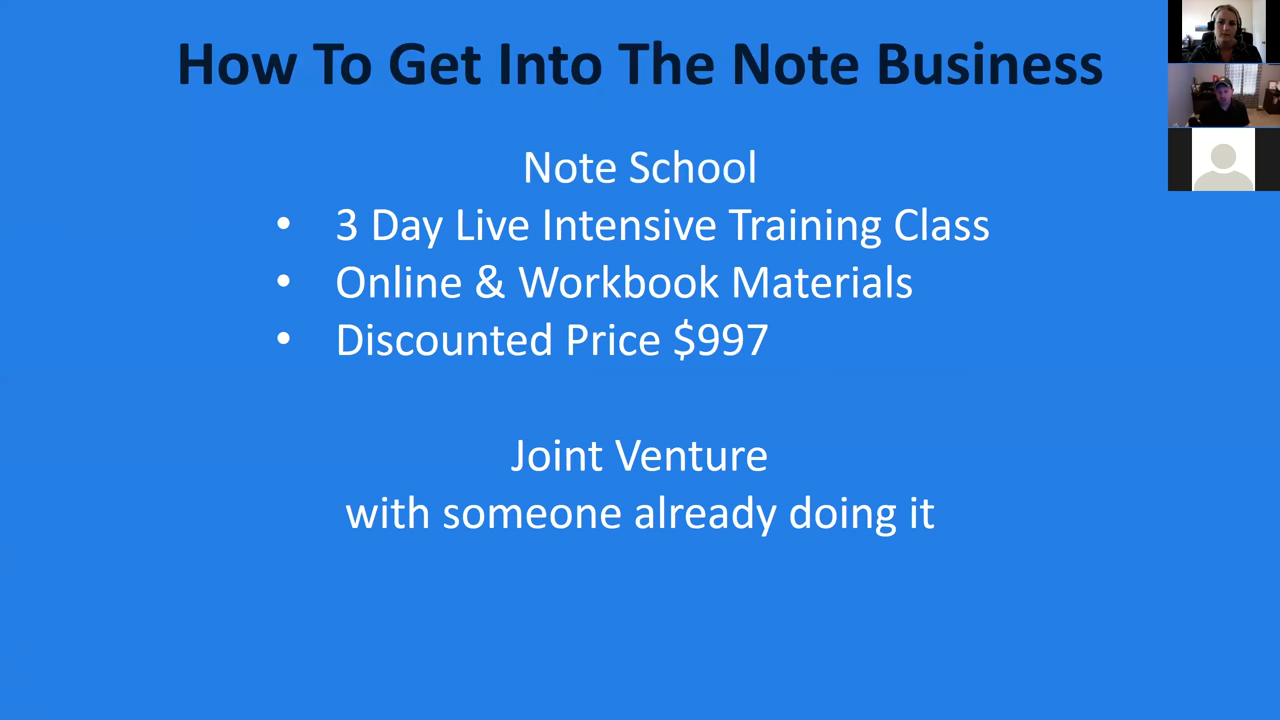 How To Get Into The Note Business
Note School
• 3 Day Live Intensive Training Class
• Online & Workbook Materials
• Discounted Price $997
Joint Venture
with someone already doing it